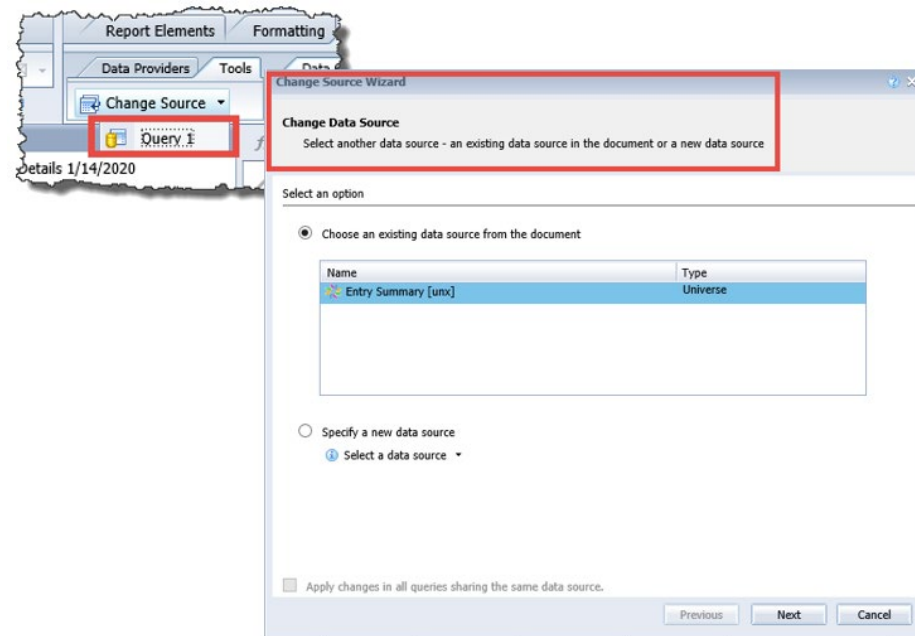 Report Elements Formatting
Data Providers Tools Data
Change Source
Query 1
Details 1/14/2020
Change Source Wizard
Change Data Source
Select another data source - an existing data source in the document or a new data source
Select an option
Choose an existing data source from the document
Name Type
Entry Summary [unx] Universe
Specify a new data source
Select a data source
Apply changes in all queries sharing the same data source.
Previous Next Cancel